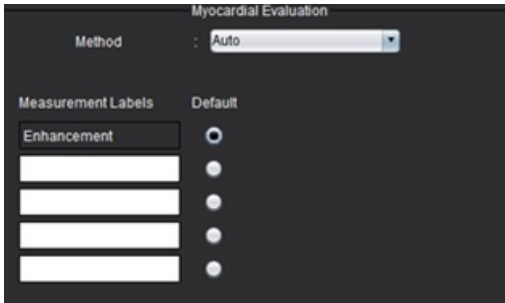 Myocardial Evaluation
Method : Auto
Measurement Labels Default
Enhancement